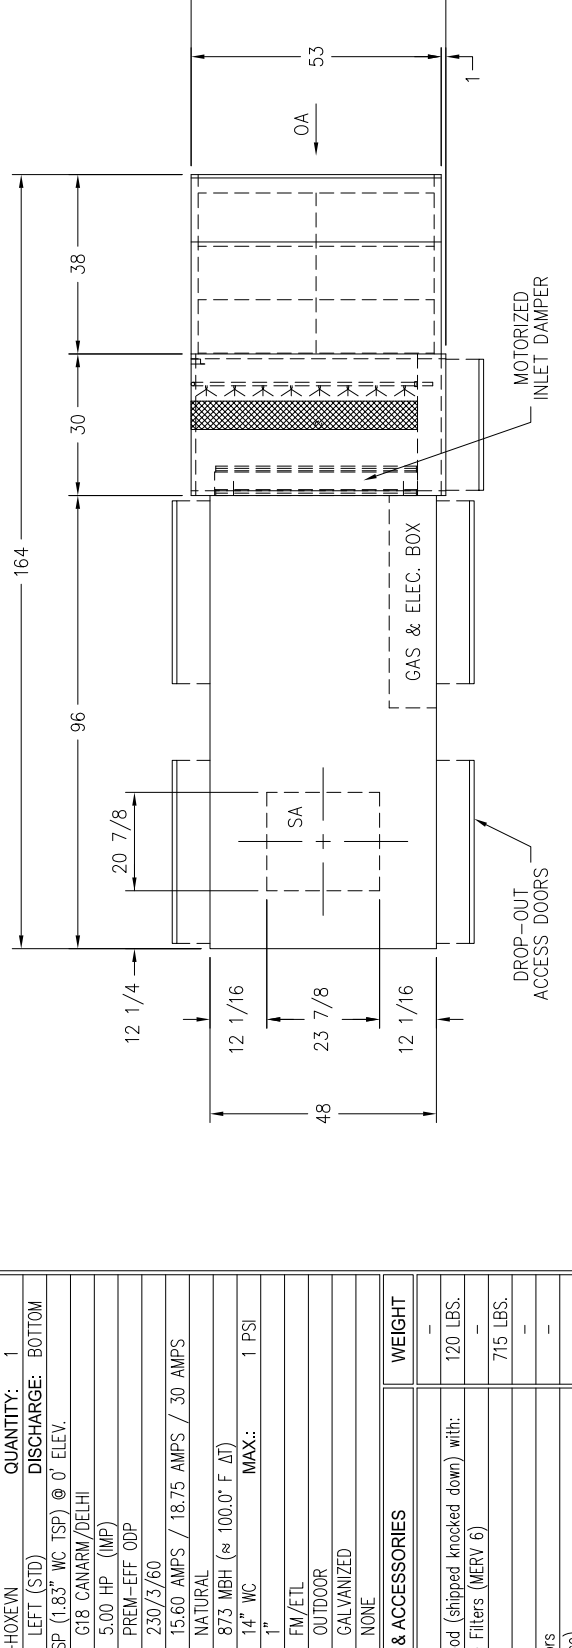 -HOXEVN QUANTITY: 1
LEFT (STD) DISCHARGE: BOTTOM
SP (1.83" WC TSP) @ 0' ELEV.
G18 CANARM/DELHI
5.00 HP (IMP)
PREM-EFF ODP
230/3/60
15.60 AMPS / 18.75 AMPS / 30 AMPS
NATURAL
873 MBH (≈ 100.0° F ΔT)
14" WC MAX.: 1 PSI
1"
FM/ETL
OUTDOOR
GALVANIZED
NONE
& ACCESSORIES WEIGHT
–
od (shipped knocked down) with: 120 LBS.
Filters (MERV 6) –
715 LBS.
–
rs –
164
96
30
38
12 1/4
20 7/8
12 1/16
23 7/8
12 1/16
48
SA
GAS & ELEC. BOX
OA
53
1
DROP-OUT
ACCESS DOORS
MOTORIZED
INLET DAMPER